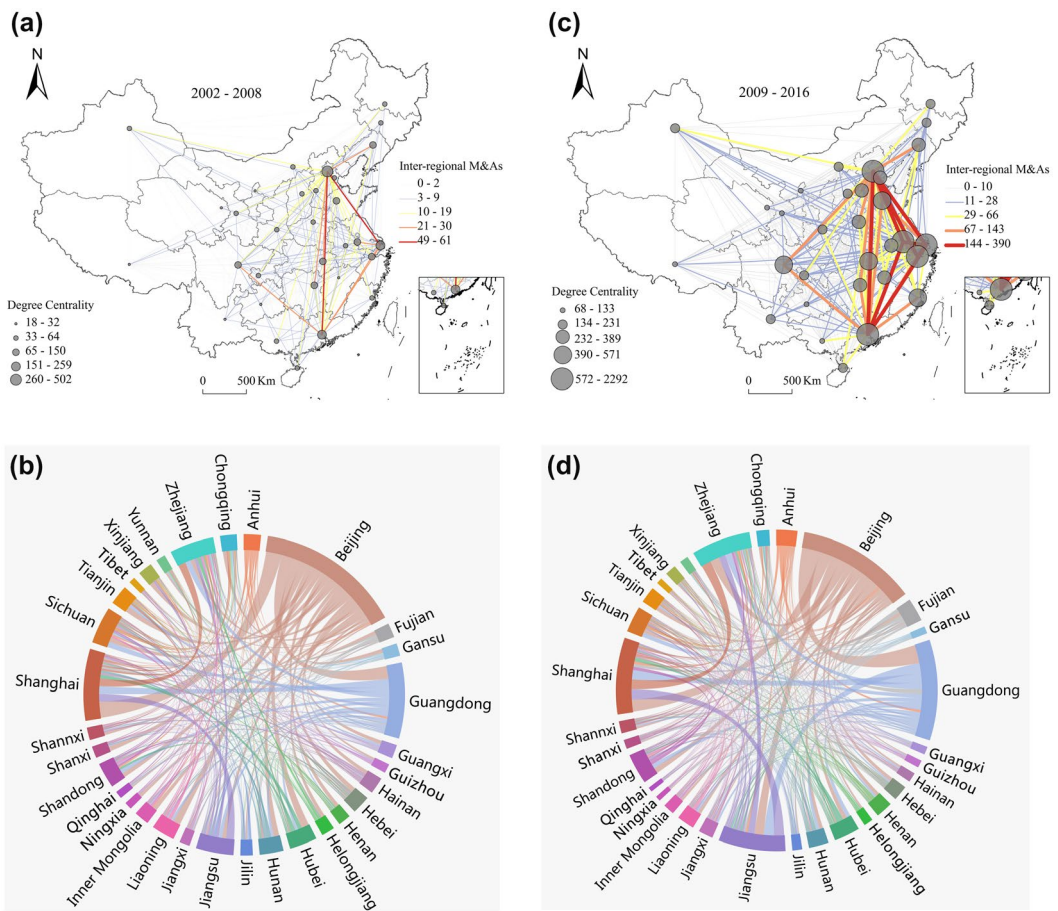 (a)
N
2002 - 2008
Inter-regional M&As
0 - 2
3 - 9
10 - 19
21 - 30
49 - 61
Degree Centrality
18 - 32
33 - 64
65 - 150
151 - 259
260 - 502
0 500 Km
(c)
N
2009 - 2016
Inter-regional M&As
0 - 10
11 - 28
29 - 66
67 - 143
144 - 390
Degree Centrality
68 - 133
134 - 231
232 - 389
390 - 571
572 - 2292
0 500 Km
(b)
Anhui
Beijing
Fujian
Gansu
Guangdong
Guangxi
Guizhou
Hainan
Hebei
Henan
Helongjiang
Hubei
Hunan
Jilin
Jiangsu
Jiangxi
Liaoning
Inner Mongolia
Ningxia
Qinghai
Shandong
Shanxi
Shannxi
Shanghai
Sichuan
Tianjin
Tibet
Xinjiang
Yunnan
Zhejiang
Chongqing
(d)
Anhui
Beijing
Fujian
Gansu
Guangdong
Guangxi
Guizhou
Hainan
Hebei
Henan
Helongjiang
Hubei
Hunan
Jilin
Jiangsu
Jiangxi
Liaoning
Inner Mongolia
Ningxia
Qinghai
Shandong
Shanxi
Shannxi
Shanghai
Sichuan
Tianjin
Tibet
Xinjiang
Zhejiang
Chongqing